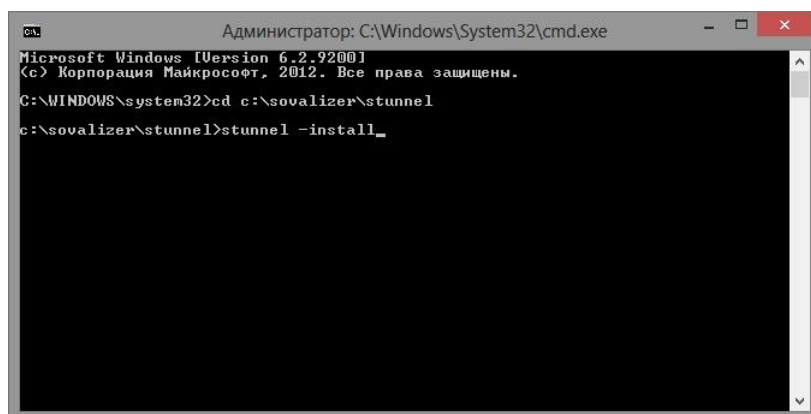 Администратор: C:\Windows\System32\cmd.exe
Microsoft Windows [Version 6.2.9200]
(c) Корпорация Майкрософт, 2012. Все права защищены.
C:\WINDOWS\system32>cd c:\sovalizer\stunnel
c:\sovalizer\stunnel>stunnel -install_